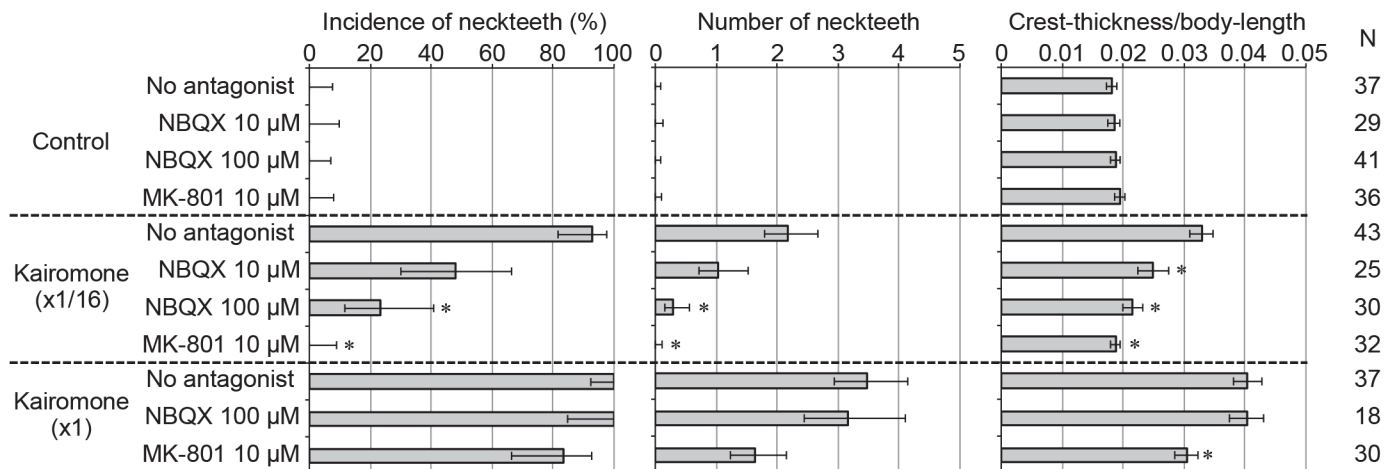 Incidence of neckteeth (%) Number of neckteeth Crest-thickness/body-length N
0 20 40 60 80 100 0 1 2 3 4 5 0 0.01 0.02 0.03 0.04 0.05
Control
No antagonist 37
NBQX 10 µM 29
NBQX 100 µM 41
MK-801 10 µM 36
Kairomone
(x1/16)
No antagonist 43
NBQX 10 µM * 25
NBQX 100 µM * * * 30
MK-801 10 µM * * * 32
Kairomone
(x1)
No antagonist 37
NBQX 100 µM 18
MK-801 10 µM * 30